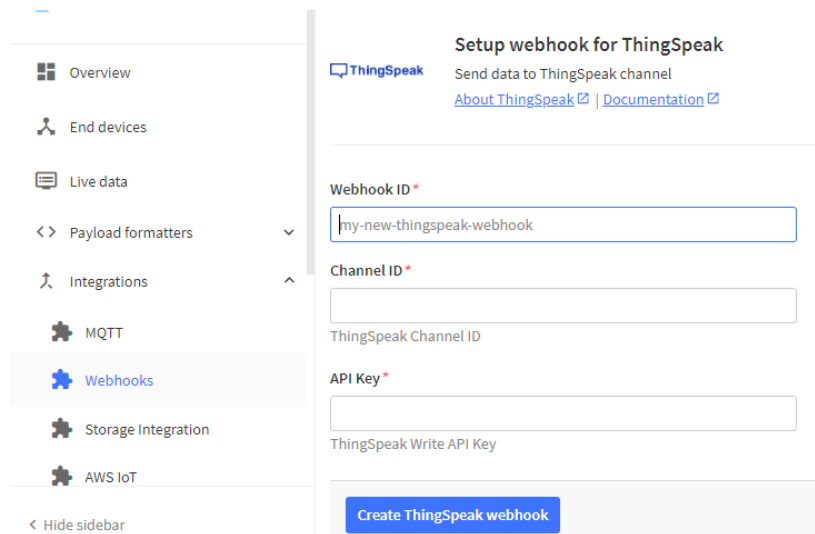 Overview
End devices
Live data
Payload formatters
Integrations
MQTT
Webhooks
Storage Integration
AWS IoT
Hide sidebar
ThingSpeak
Setup webhook for ThingSpeak
Send data to ThingSpeak channel
About ThingSpeak | Documentation
Webhook ID *
my-new-thingspeak-webhook
Channel ID *
ThingSpeak Channel ID
API Key *
ThingSpeak Write API Key
Create ThingSpeak webhook